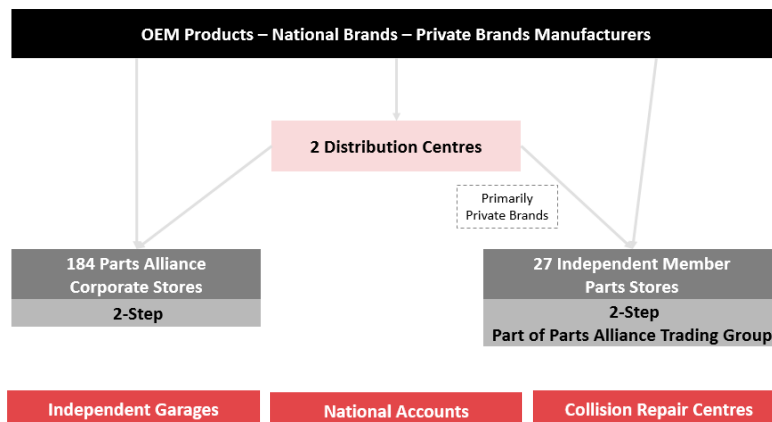 OEM Products – National Brands – Private Brands Manufacturers
2 Distribution Centres
Primarily
Private Brands
184 Parts Alliance
Corporate Stores
2-Step
27 Independent Member
Parts Stores
2-Step
Part of Parts Alliance Trading Group
Independent Garages
National Accounts
Collision Repair Centres